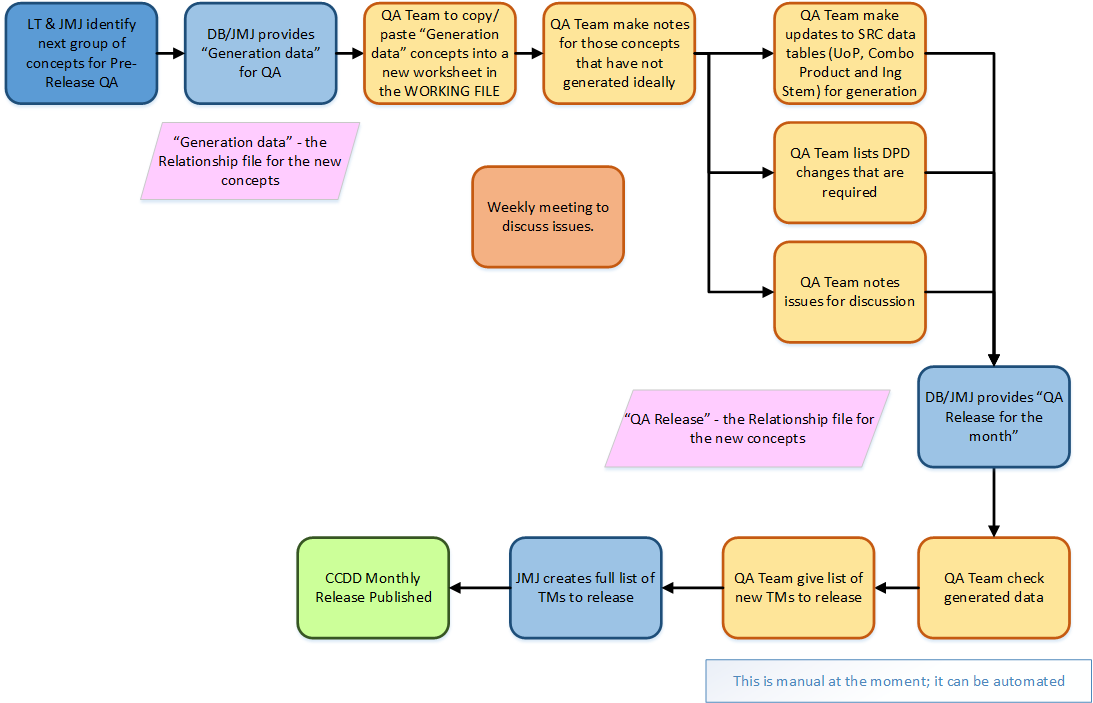 LT & JMJ identify
next group of
concepts for Pre-
Release QA
DB/JMJ provides
“Generation data”
for QA
QA Team to copy/
paste “Generation
data” concepts into a
new worksheet in
the WORKING FILE
QA Team make notes
for those concepts
that have not
generated ideally
QA Team make
updates to SRC data
tables (UoP, Combo
Product and Ing
Stem) for generation
“Generation data” - the
Relationship file for the new
concepts
QA Team lists DPD
changes that are
required
Weekly meeting to
discuss issues.
QA Team notes
issues for discussion
“QA Release” - the Relationship file for
the new concepts
DB/JMJ provides “QA
Release for the
month”
CCDD Monthly
Release Published
JMJ creates full list of
TMs to release
QA Team give list of
new TMs to release
QA Team check
generated data
This is manual at the moment; it can be automated